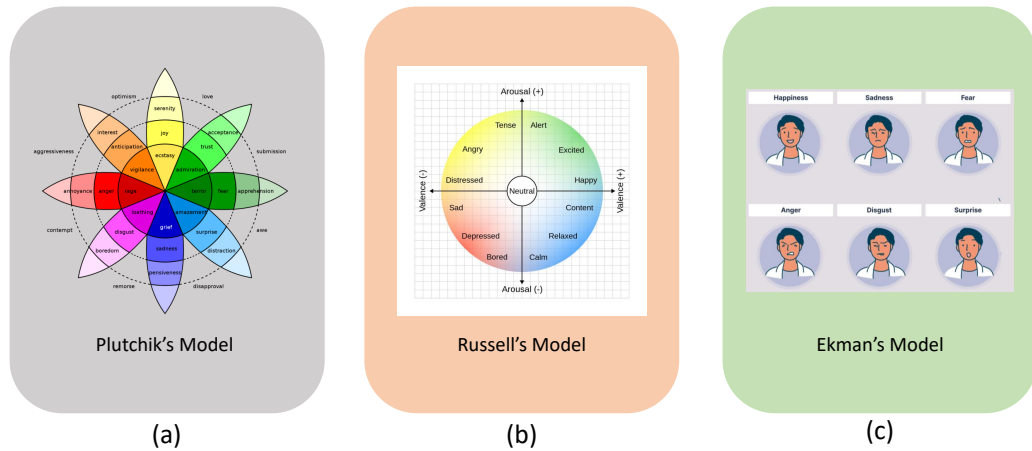 optimism love
serenity
interest acceptance
joy
anticipation trust
aggressiveness submission
ecstasy
vigilance admiration
annoyance anger rage terror fear apprehension
loathing amazement
grief
disgust surprise
contempt awe
sadness
boredom distraction
pensiveness
remorse disapproval
Plutchik's Model
(a)
Arousal (+)
Tense Alert
Angry Excited
Distressed Happy
Valence (-) Neutral Valence (+)
Sad Content
Depressed Relaxed
Bored Calm
Arousal (-)
Russell's Model
(b)
Happiness Sadness Fear
Anger Disgust Surprise
Ekman's Model
(c)